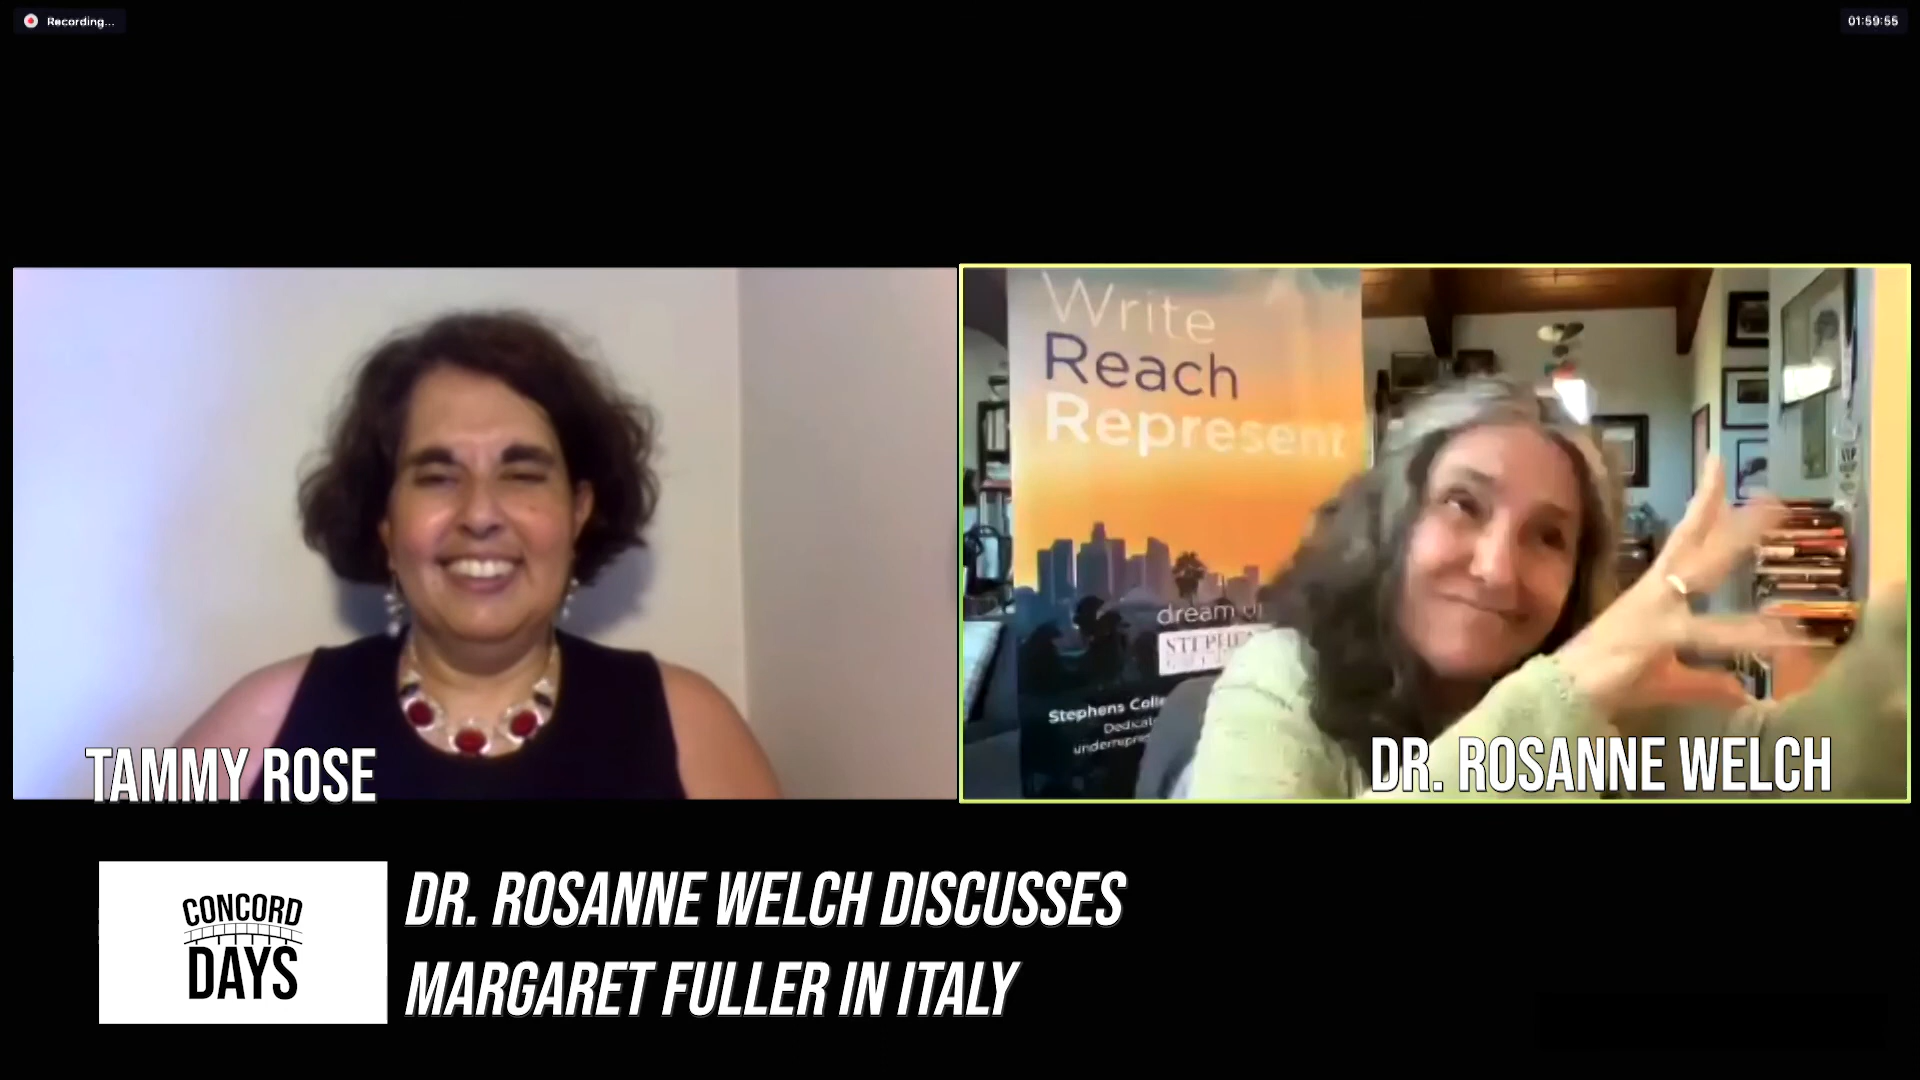 Recording...
01:59:55
Write
Reach
Represent
dream
Stephens
Dedicat
TAMMY ROSE
DR. ROSANNE WELCH
CONCORD
DAYS
DR. ROSANNE WELCH DISCUSSES
MARGARET FULLER IN ITALY